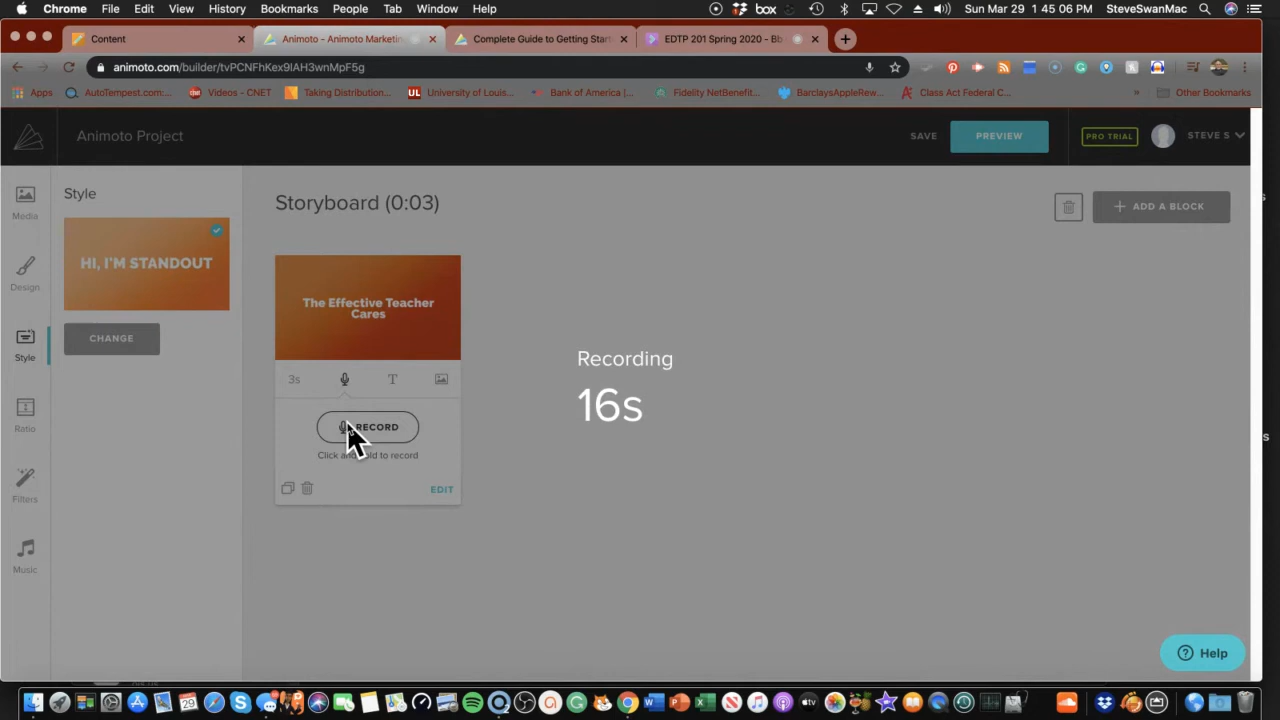 Chrome File Edit View History Bookmarks People Tab Window Help box Sun Mar 29 1 45 06 PM SteveSwanMac
Content Animoto - Animoto Marketin Complete Guide to Getting Star EDTP 201 Spring 2020 - Bb
animoto.com/builder/tvPCNFhKex9IAH3wnMpF5g
Apps AutoTempest.com:... Videos - CNET Taking Distribution... UL University of Louis... Bank of America |... Fidelity NetBenefit... BarclaysAppleRew... Class Act Federal C... » Other Bookmarks
Animoto Project SAVE PREVIEW PRO TRIAL STEVE S
Media
Design
Style
Ratio
Filters
Music
Style
HI, I'M STANDOUT
CHANGE
Storyboard (0:03)
+ ADD A BLOCK
The Effective Teacher
Cares
3s T
RECORD
Click and hold to record
EDIT
Recording
16s
? Help